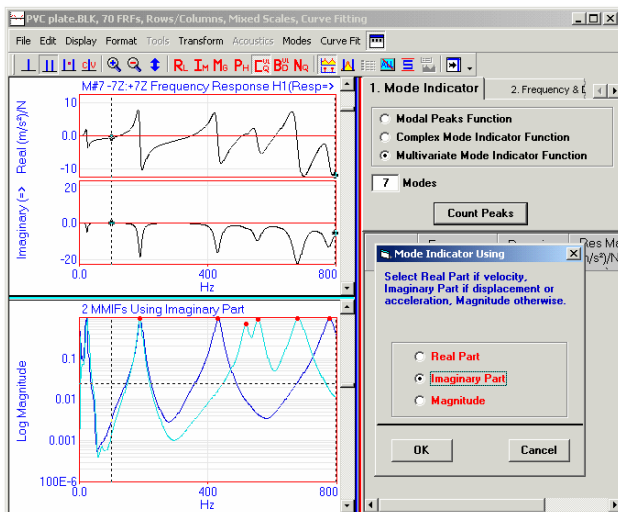 PVC plate.BLK, 70 FRFs, Rows/Columns, Mixed Scales, Curve Fitting
File Edit Display Format Tools Transform Acoustics Modes Curve Fit
M#7 -7Z:+7Z Frequency Response H1(Resp=>
Real (m/s²)/N
10
0.0
-10
Imaginary (=>
20
0.0
-20
0.0 400 800
Hz
2 MMIFs Using Imaginary Part
Log Magnitude
0.1
0.01
0.001
100E-6
0.0 400 800
Hz
1. Mode Indicator
2. Frequency & D
Modal Peaks Function
Complex Mode Indicator Function
Multivariate Mode Indicator Function
7 Modes
Count Peaks
Res Ma
n/s²)/N
Mode Indicator Using
Select Real Part if velocity,
Imaginary Part if displacement or
acceleration, Magnitude otherwise.
Real Part
Imaginary Part
Magnitude
OK Cancel